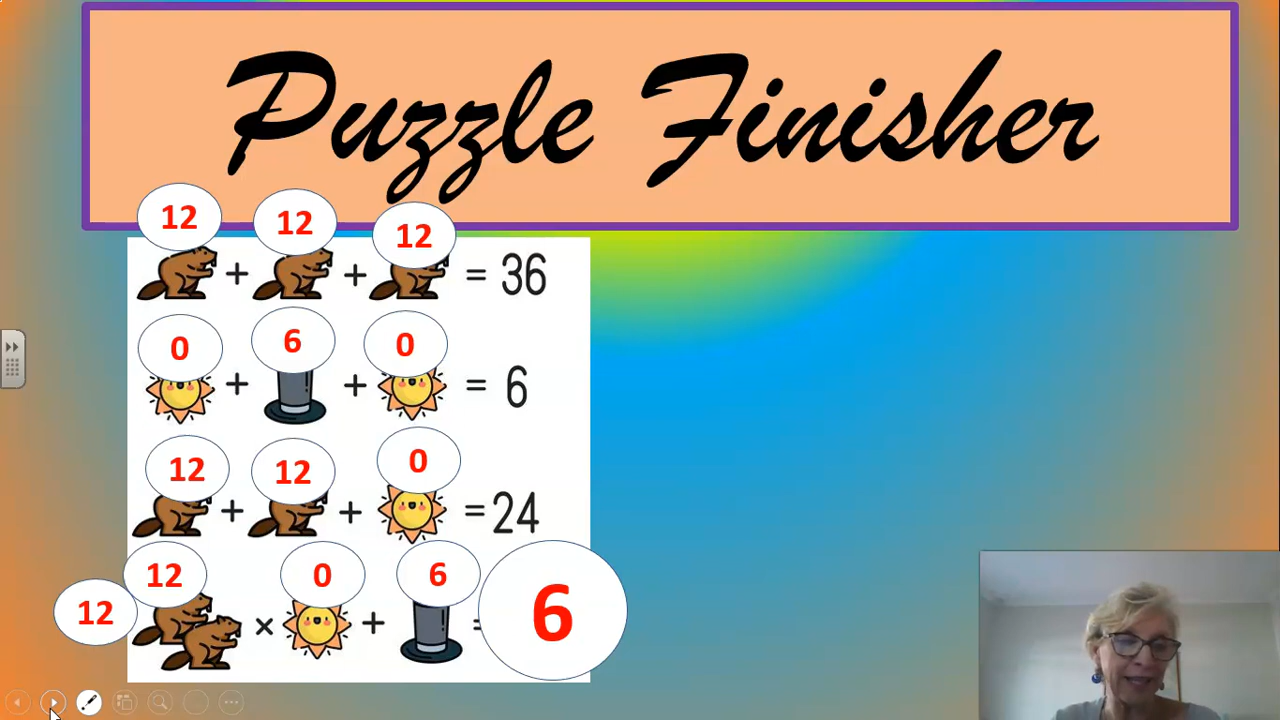 Puzzle Finisher
12 12 12
+ + = 36
0 6 0
+ + = 6
12 12 0
+ + = 24
12 12 0 6 6
× + =